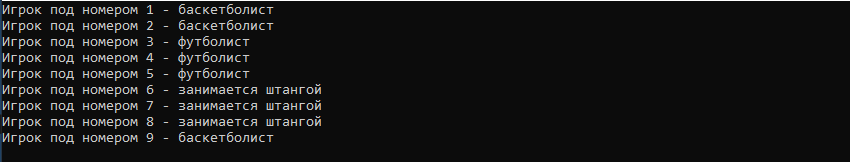 Игрок под номером 1 - баскетболист
Игрок под номером 2 - баскетболист
Игрок под номером 3 - футболист
Игрок под номером 4 - футболист
Игрок под номером 5 - футболист
Игрок под номером 6 - занимается штангой
Игрок под номером 7 - занимается штангой
Игрок под номером 8 - занимается штангой
Игрок под номером 9 - баскетболист